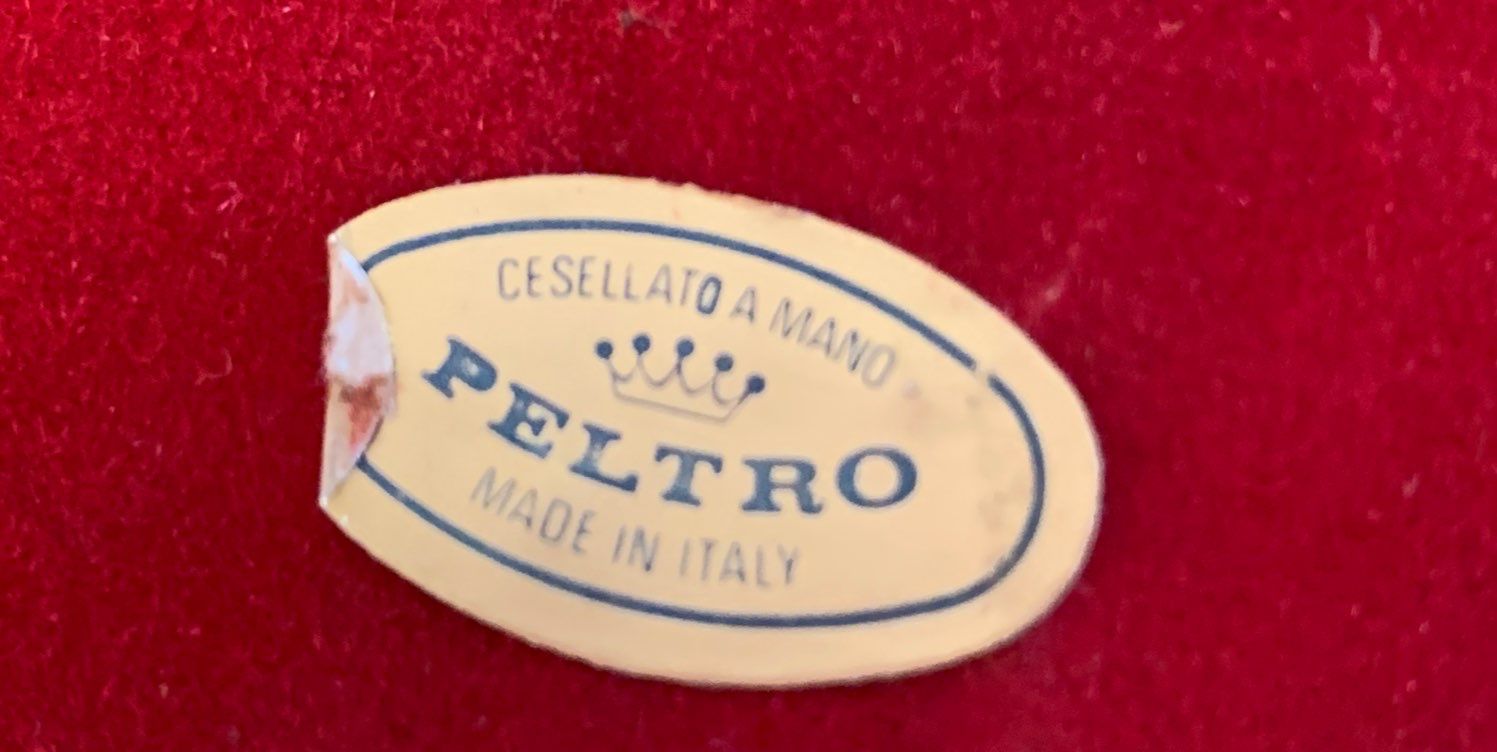 CESELLATO A MANO
PELTRO
MADE IN ITALY